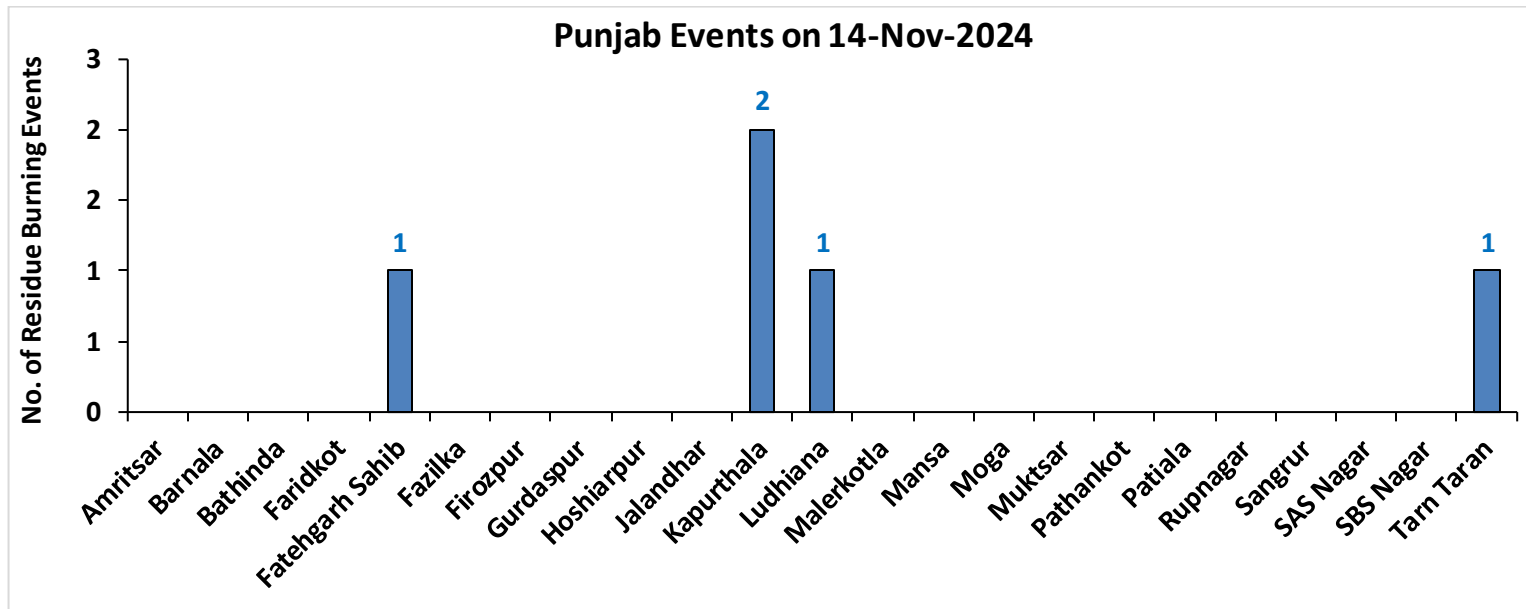 Punjab Events on 14-Nov-2024
No. of Residue Burning Events
3
2
2
1
1
0
1
2
1
1
Amritsar
Barnala
Bathinda
Faridkot
Fatehgarh Sahib
Fazilka
Firozpur
Gurdaspur
Hoshiarpur
Jalandhar
Kapurthala
Ludhiana
Malerkotla
Mansa
Moga
Muktsar
Pathankot
Patiala
Rupnagar
Sangrur
SAS Nagar
SBS Nagar
Tarn Taran